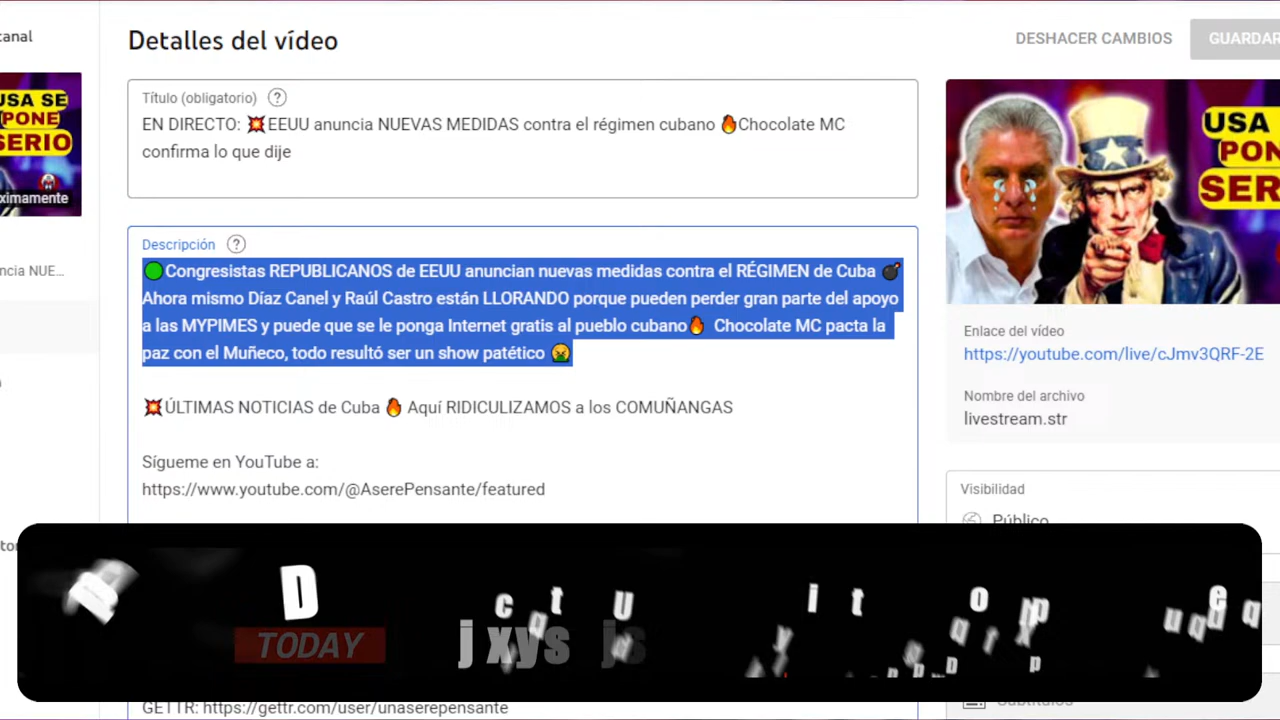 canal
Detalles del vídeo
DESHACER CAMBIOS
GUARDAR
USA SE
PONE
SERIO
ximamente
Título (obligatorio)
EN DIRECTO: 💥EEUU anuncia NUEVAS MEDIDAS contra el régimen cubano 🔥Chocolate MC
confirma lo que dije
USA
PON
SER
ncia NUE...
Descripción
🟢Congresistas REPUBLICANOS de EEUU anuncian nuevas medidas contra el RÉGIMEN de Cuba 💣
Ahora mismo Díaz Canel y Raúl Castro están LLORANDO porque pueden perder gran parte del apoyo
a las MYPIMES y puede que se le ponga Internet gratis al pueblo cubano🔥 Chocolate MC pacta la
paz con el Muñeco, todo resultó ser un show patético 🤮
💥ÚLTIMAS NOTICIAS de Cuba 🔥 Aquí RIDICULIZAMOS a los COMUÑANGAS
Sígueme en YouTube a:
https://www.youtube.com/@AserePensante/featured
Enlace del vídeo
https://youtube.com/live/cJmv3QRF-2E
Nombre del archivo
livestream.str
Visibilidad
Público
TODAY
GETTR: https://gettr.com/user/unaserepensante
Subtítulos